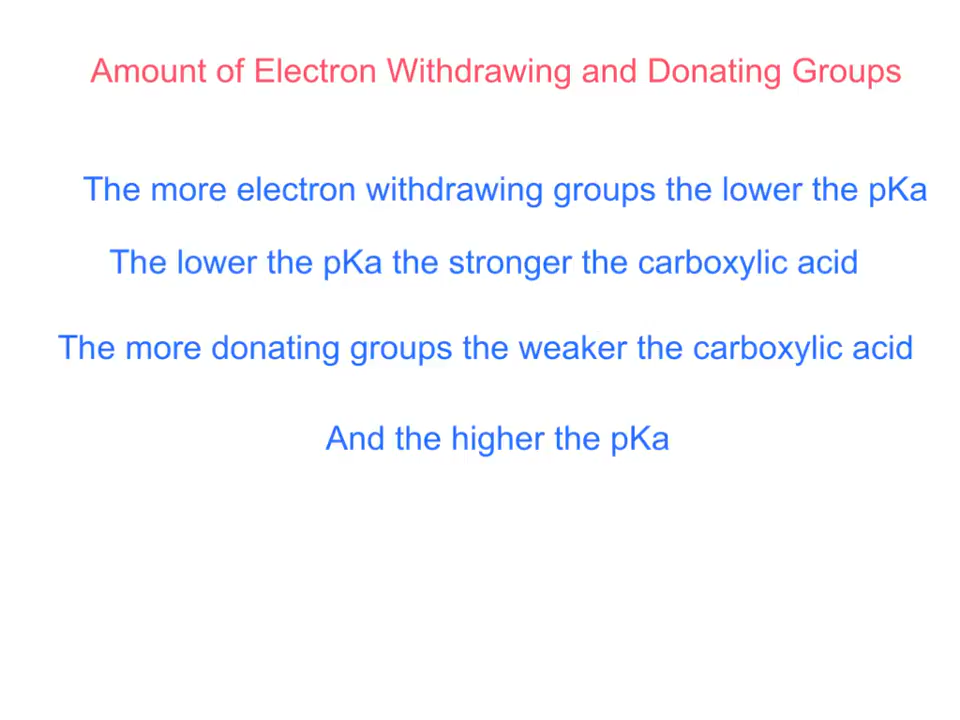 Amount of Electron Withdrawing and Donating Groups
The more electron withdrawing groups the lower the pKa
The lower the pKa the stronger the carboxylic acid
The more donating groups the weaker the carboxylic acid
And the higher the pKa